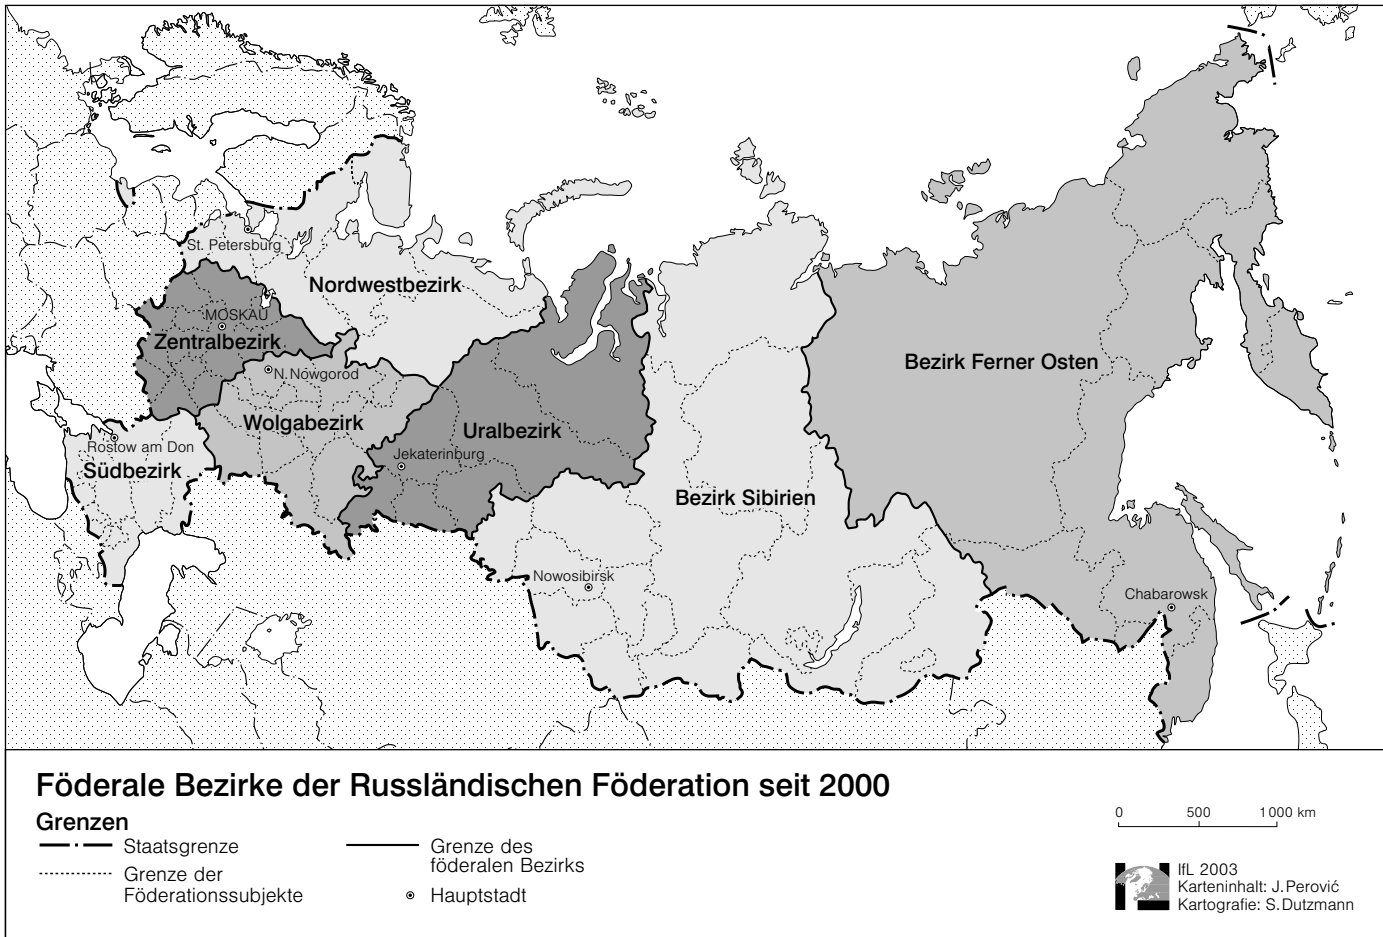 St. Petersburg
Nordwestbezirk
MOSKAU
Zentralbezirk
N. Nowgorod
Bezirk Ferner Osten
Wolgabezirk
Uralbezirk
Rostow am Don
Südbezirk
Jekaterinburg
Bezirk Sibirien
Nowosibirsk
Chabarowsk
Föderale Bezirke der Russländischen Föderation seit 2000
Grenzen
Staatsgrenze
Grenze der
Föderationssubjekte
Grenze des
föderalen Bezirks
Hauptstadt
0 500 1000 km
IfL 2003
Karteninhalt: J. Perović
Kartografie: S. Dutzmann